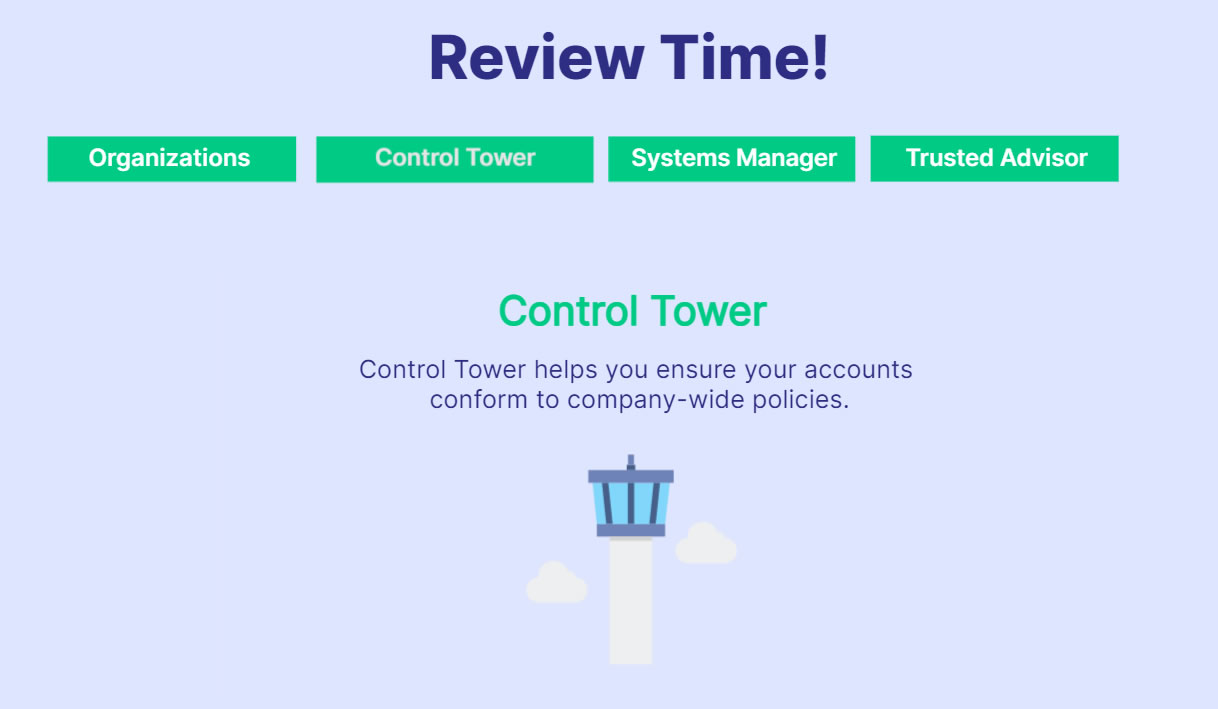 Review Time!
Organizations
Control Tower
Systems Manager
Trusted Advisor
Control Tower
Control Tower helps you ensure your accounts
conform to company-wide policies.